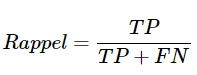 Rappel = TP / (TP + FN)